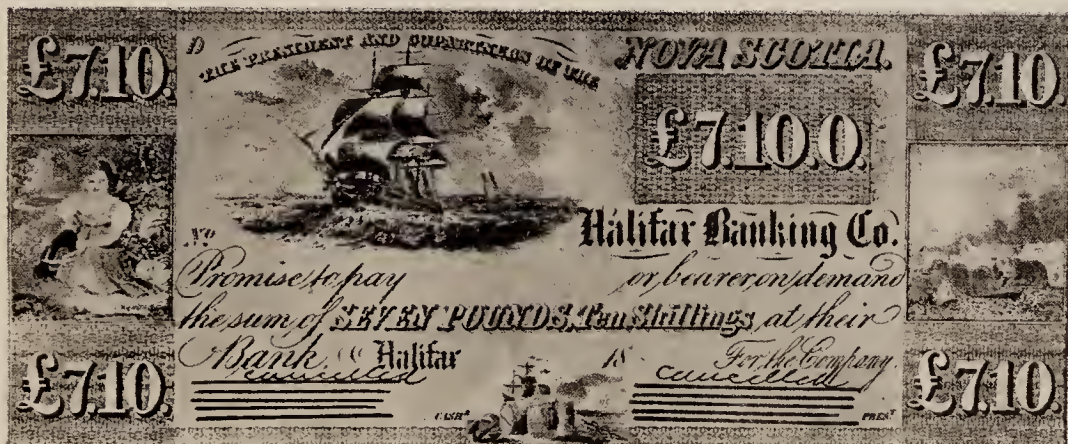 £7.10. D THE PRESIDENT AND COPARTNERS OF THE NOVA SCOTIA. £7.10.
£7.10.0.
No Halifax Banking Co.
Promise to pay or bearer, on demand
the sum of SEVEN POUNDS, Ten Shillings, at their
Bank in Halifax 18 For the Company.
cancelled cancelled
£7.10. CASHR PREST £7.10.